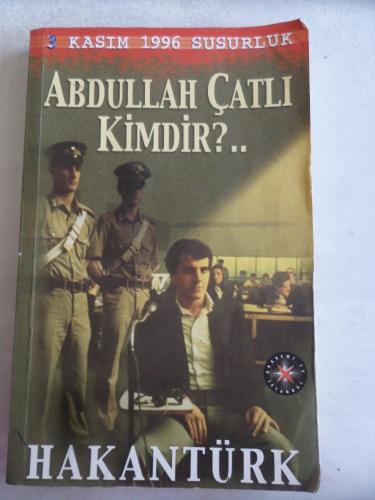 3 KASIM 1996 SUSURLUK
ABDULLAH ÇATLI
KİMDİR?..
HAKANTÜRK